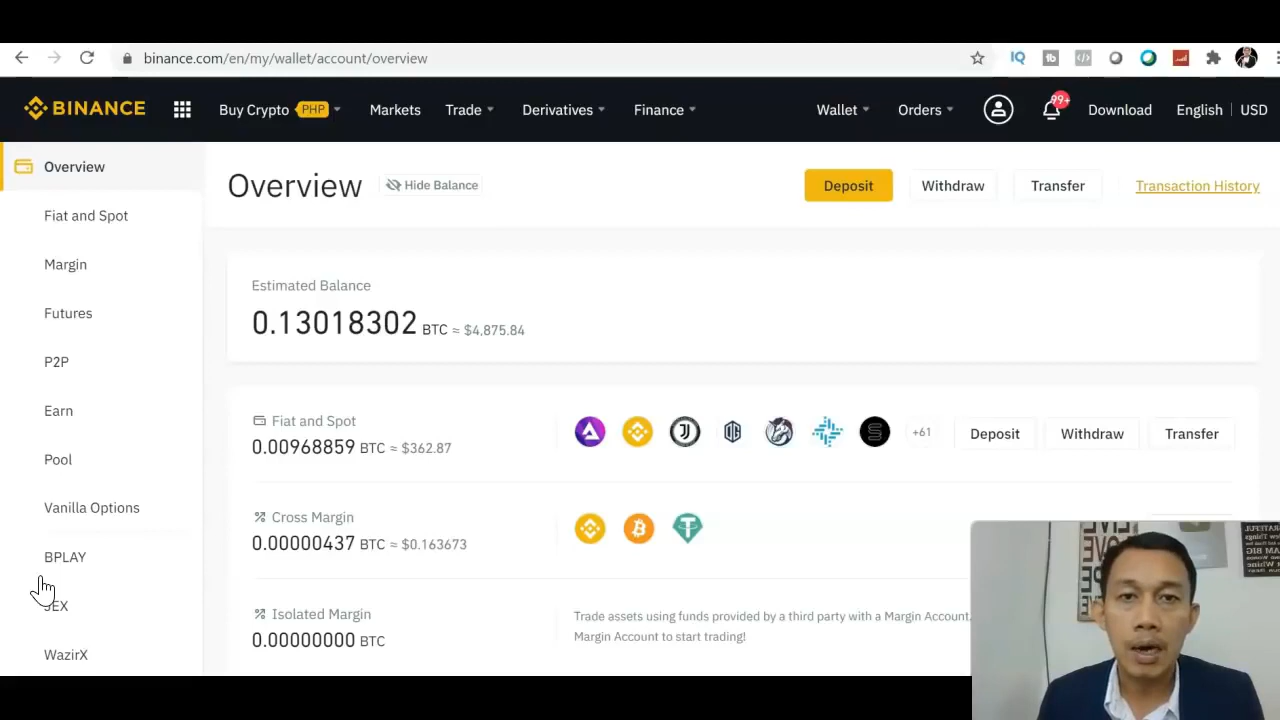 binance.com/en/my/wallet/account/overview
BINANCE Buy Crypto PHP Markets Trade Derivatives Finance Wallet Orders 99+ Download English USD
Overview
Fiat and Spot
Margin
Futures
P2P
Earn
Pool
Vanilla Options
BPLAY
JEX
WazirX
Overview Hide Balance Deposit Withdraw Transfer Transaction History
Estimated Balance
0.13018302 BTC ≈ $4,875.84
Fiat and Spot
0.00968859 BTC ≈ $362.87
+61 Deposit Withdraw Transfer
Cross Margin
0.00000437 BTC ≈ $0.163673
Isolated Margin
0.00000000 BTC
Trade assets using funds provided by a third party with a Margin Account.
Margin Account to start trading!